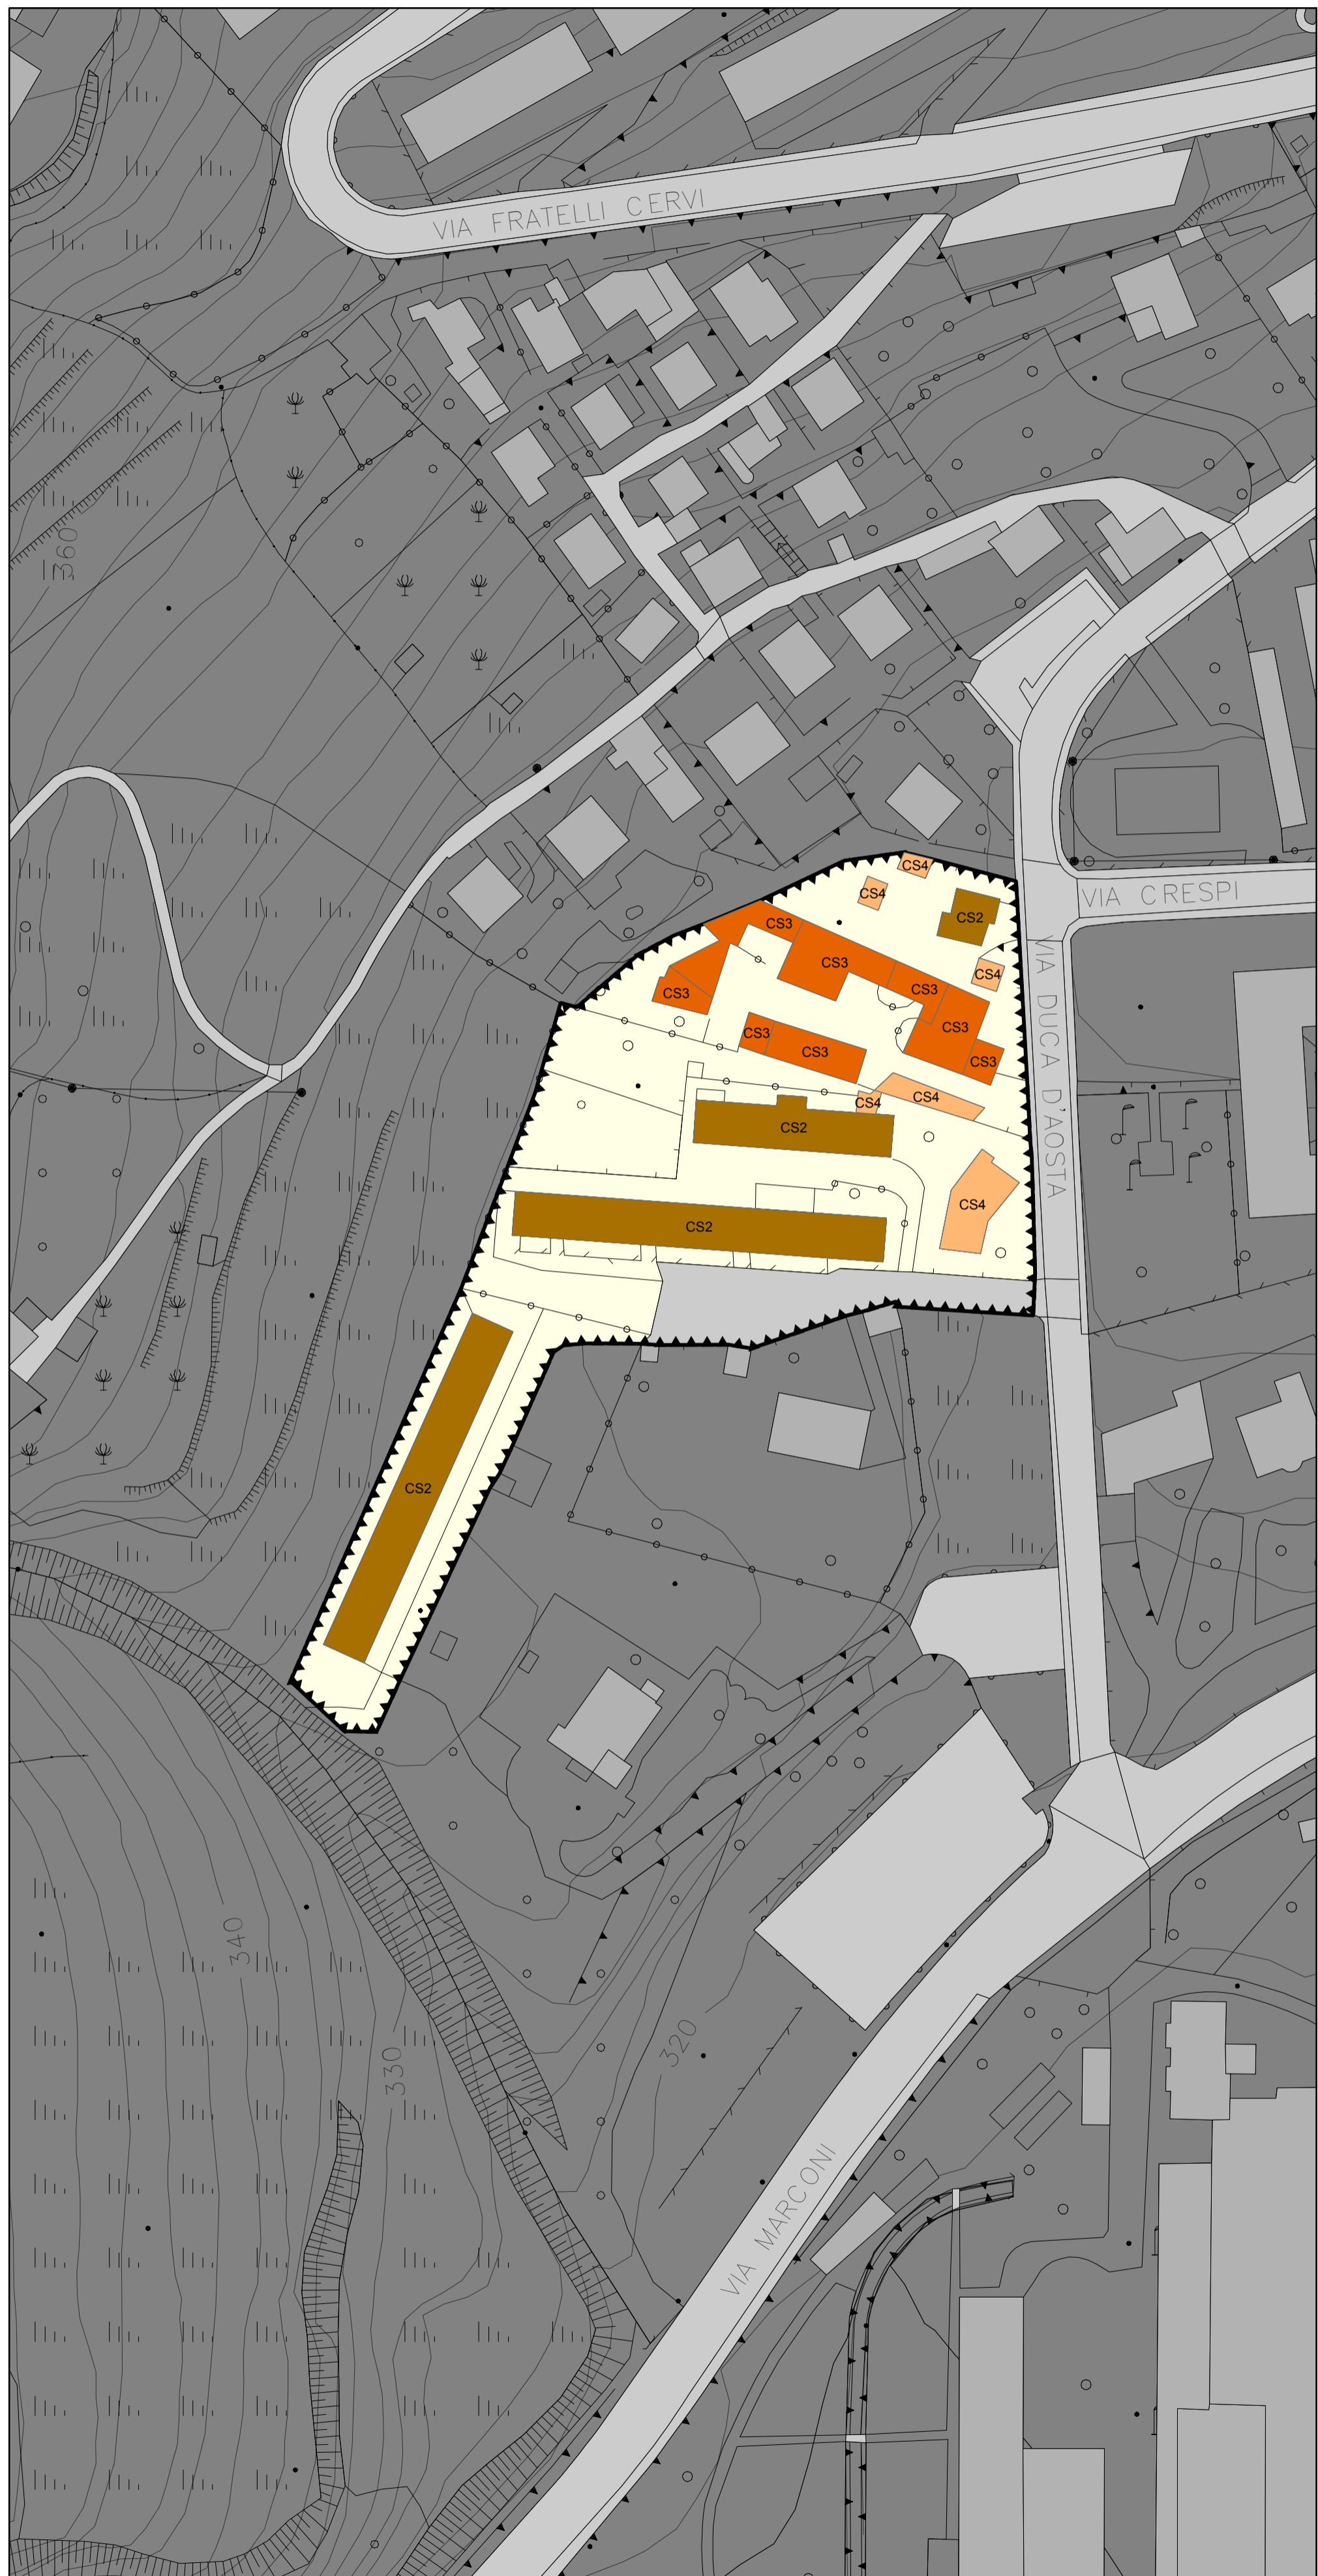 VIA FRATELLI CERVI
360
CS4
CS4
VIA CRESPI
CS2
CS3
CS3
CS4
CS3
CS3
VIA DUCA D'AOSTA
CS3
CS3
CS3
CS3
CS4
CS4
CS2
CS4
CS2
CS2
340
320
330
VIA MARCONI